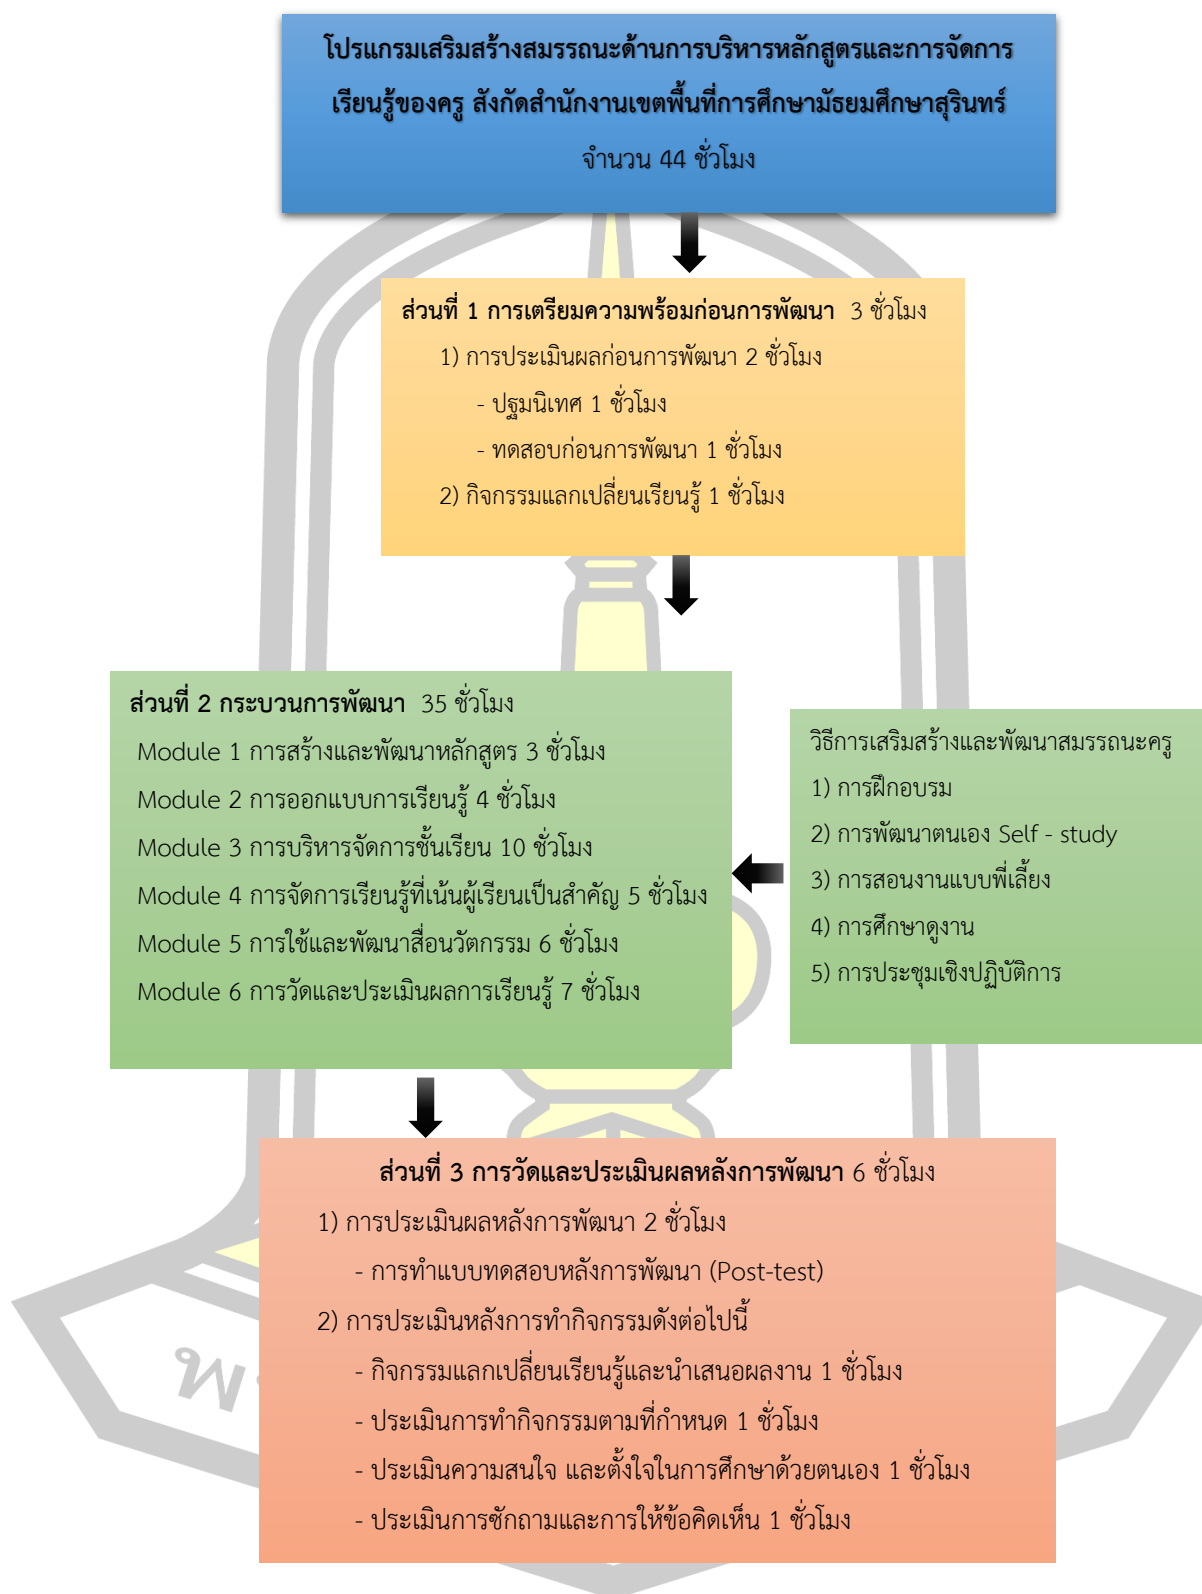 โปรแกรมเสริมสร้างสมรรถนะด้านการบริหารหลักสูตรและการจัดการ
เรียนรู้ของครู สังกัดสำนักงานเขตพื้นที่การศึกษามัธยมศึกษาสุรินทร์
จำนวน 44 ชั่วโมง
ส่วนที่ 1 การเตรียมความพร้อมก่อนการพัฒนา 3 ชั่วโมง
1) การประเมินผลก่อนการพัฒนา 2 ชั่วโมง
- ปฐมนิเทศ 1 ชั่วโมง
- ทดสอบก่อนการพัฒนา 1 ชั่วโมง
2) กิจกรรมแลกเปลี่ยนเรียนรู้ 1 ชั่วโมง
ส่วนที่ 2 กระบวนการพัฒนา 35 ชั่วโมง
Module 1 การสร้างและพัฒนาหลักสูตร 3 ชั่วโมง
Module 2 การออกแบบการเรียนรู้ 4 ชั่วโมง
Module 3 การบริหารจัดการชั้นเรียน 10 ชั่วโมง
Module 4 การจัดการเรียนรู้ที่เน้นผู้เรียนเป็นสำคัญ 5 ชั่วโมง
Module 5 การใช้และพัฒนาสื่อนวัตกรรม 6 ชั่วโมง
Module 6 การวัดและประเมินผลการเรียนรู้ 7 ชั่วโมง
วิธีการเสริมสร้างและพัฒนาสมรรถนะครู
1) การฝึกอบรม
2) การพัฒนาตนเอง Self - study
3) การสอนงานแบบพี่เลี้ยง
4) การศึกษาดูงาน
5) การประชุมเชิงปฏิบัติการ
ส่วนที่ 3 การวัดและประเมินผลหลังการพัฒนา 6 ชั่วโมง
1) การประเมินผลหลังการพัฒนา 2 ชั่วโมง
- การทำแบบทดสอบหลังการพัฒนา (Post-test)
2) การประเมินหลังการทำกิจกรรมดังต่อไปนี้
- กิจกรรมแลกเปลี่ยนเรียนรู้และนำเสนอผลงาน 1 ชั่วโมง
- ประเมินการทำกิจกรรมตามที่กำหนด 1 ชั่วโมง
- ประเมินความสนใจ และตั้งใจในการศึกษาด้วยตนเอง 1 ชั่วโมง
- ประเมินการซักถามและการให้ข้อคิดเห็น 1 ชั่วโมง